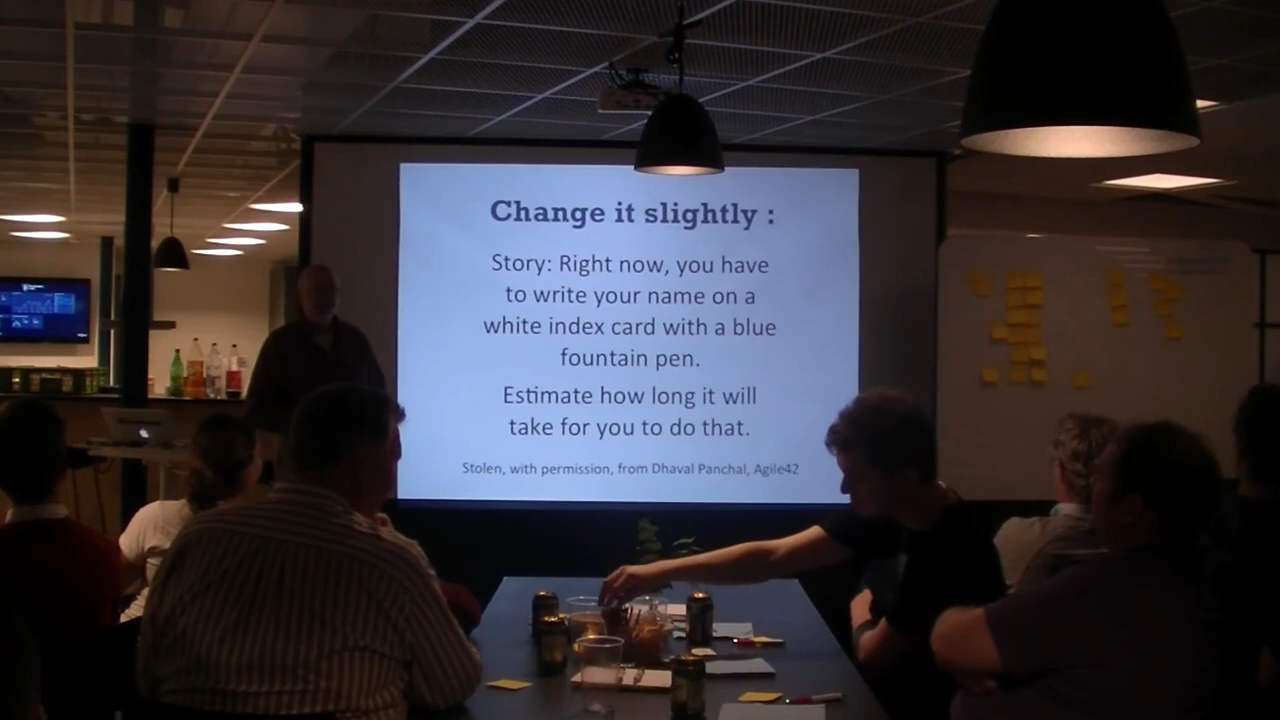 Change it slightly :
Story: Right now, you have
to write your name on a
white index card with a blue
fountain pen.
Estimate how long it will
take for you to do that.
Stolen, with permission, from Dhaval Panchal, Agile42